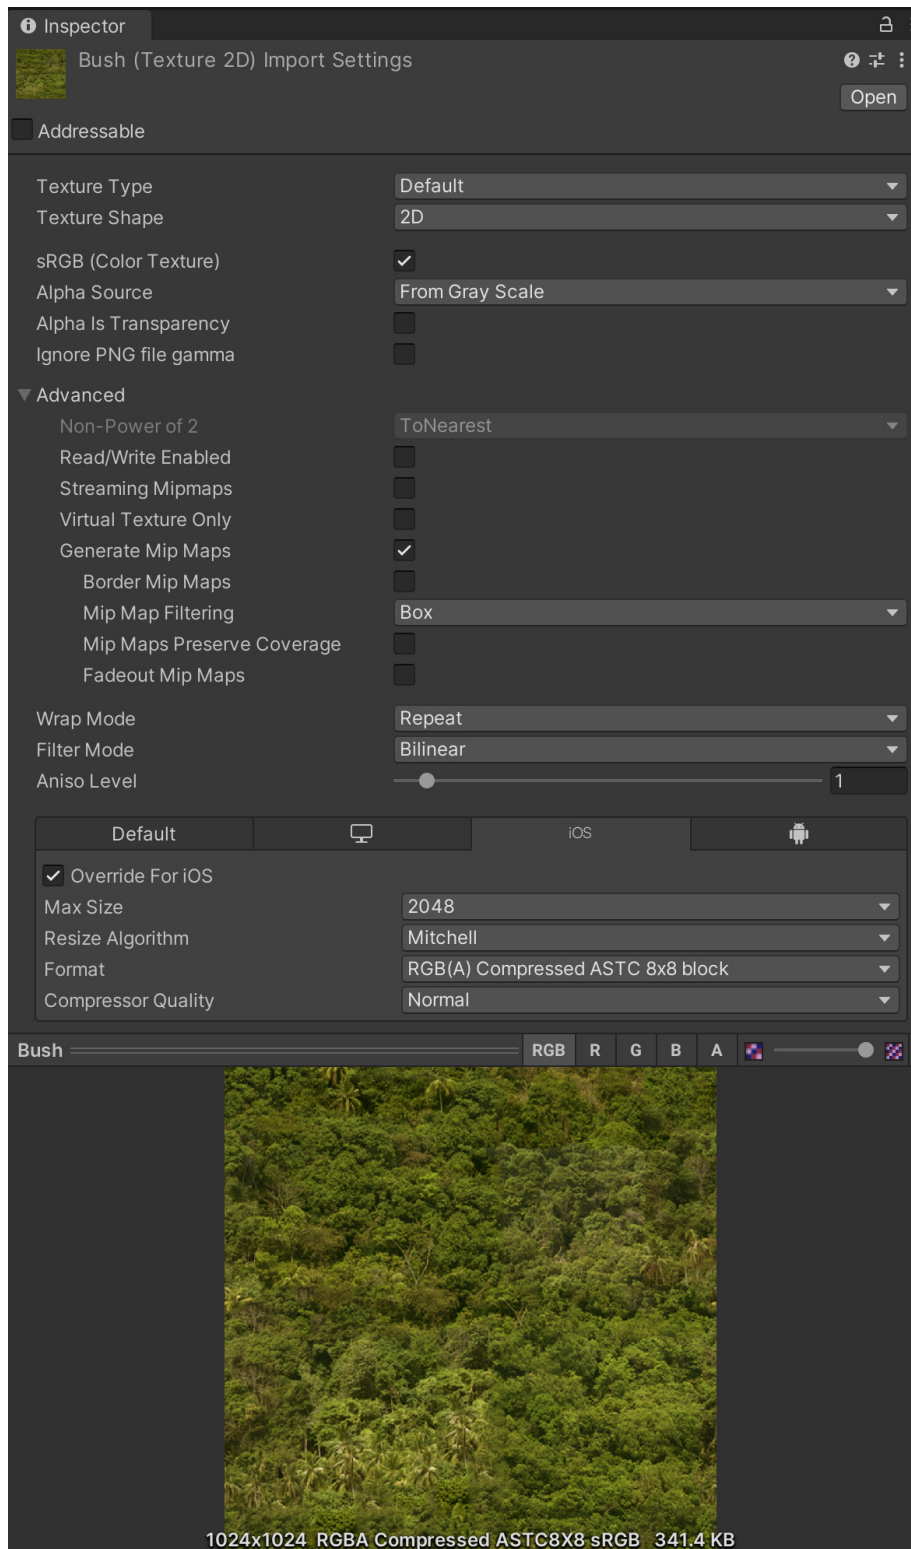 Inspector
Bush (Texture 2D) Import Settings
Open
Addressable
Texture Type Default
Texture Shape 2D
sRGB (Color Texture)
Alpha Source From Gray Scale
Alpha Is Transparency
Ignore PNG file gamma
Advanced
Non-Power of 2 ToNearest
Read/Write Enabled
Streaming Mipmaps
Virtual Texture Only
Generate Mip Maps
Border Mip Maps
Mip Map Filtering Box
Mip Maps Preserve Coverage
Fadeout Mip Maps
Wrap Mode Repeat
Filter Mode Bilinear
Aniso Level 1
Default iOS
Override For iOS
Max Size 2048
Resize Algorithm Mitchell
Format RGB(A) Compressed ASTC 8x8 block
Compressor Quality Normal
Bush RGB R G B A
1024x1024 RGBA Compressed ASTC8X8 sRGB 341.4 KB